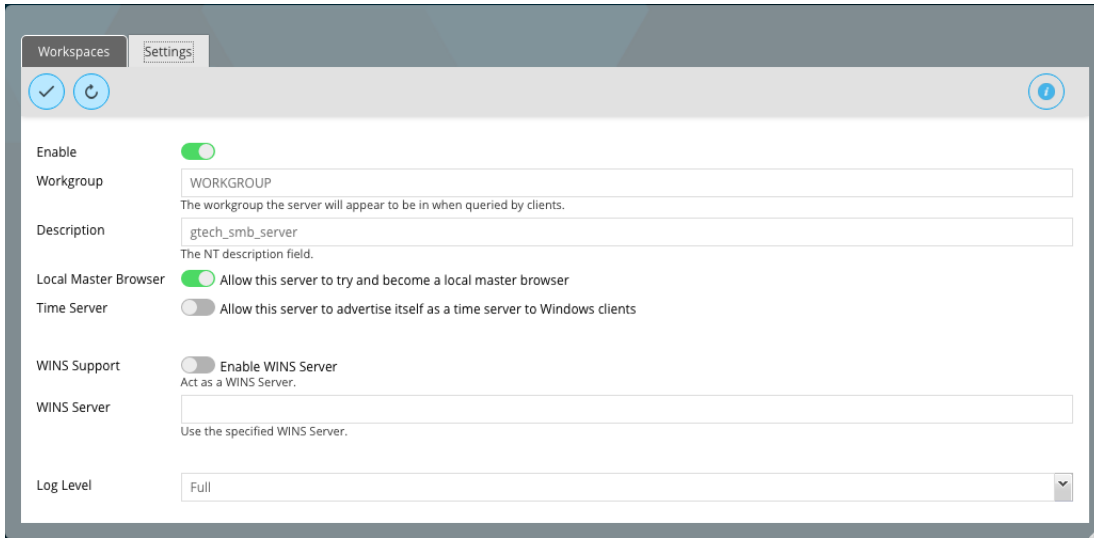 Workspaces Settings
Enable
Workgroup WORKGROUP
The workgroup the server will appear to be in when queried by clients.
Description gtech_smb_server
The NT description field.
Local Master Browser Allow this server to try and become a local master browser
Time Server Allow this server to advertise itself as a time server to Windows clients
WINS Support Enable WINS Server
Act as a WINS Server.
WINS Server
Use the specified WINS Server.
Log Level Full